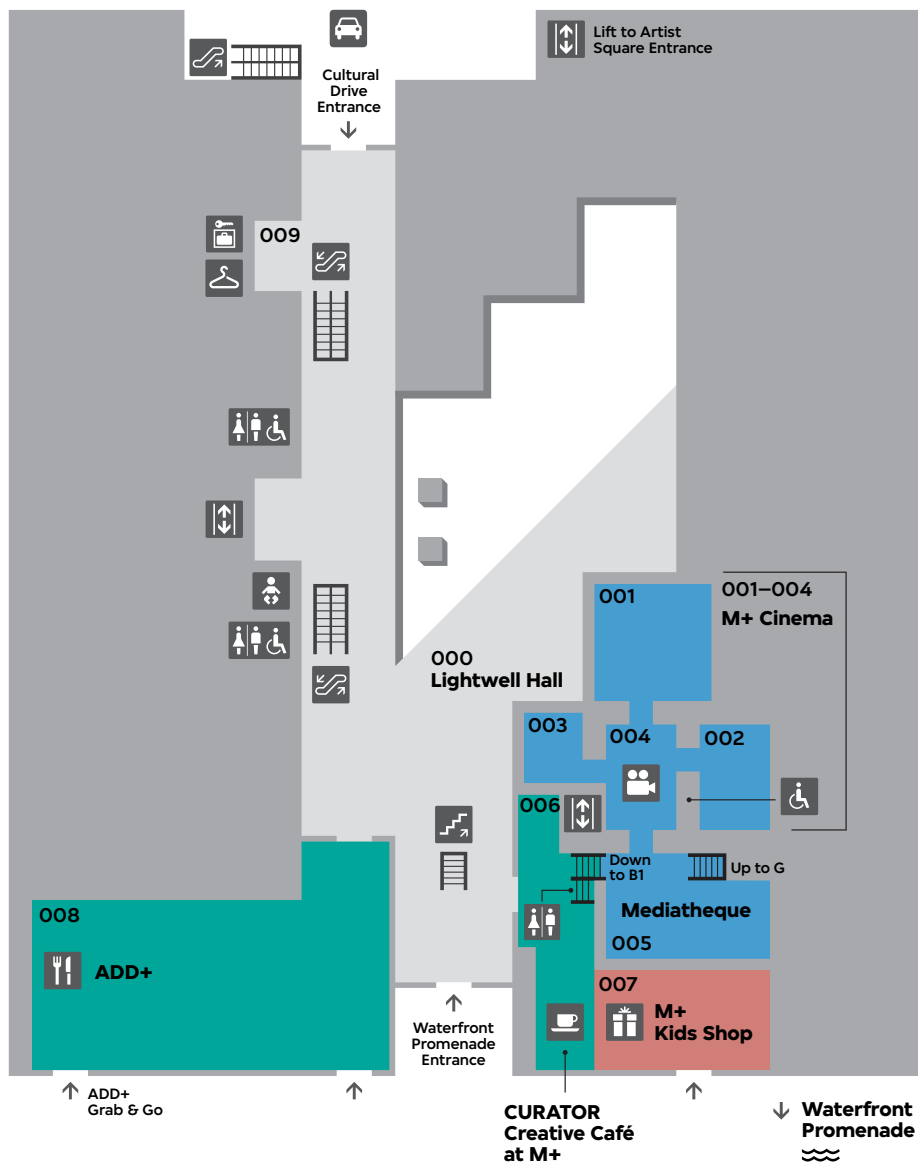 Lift to Artist
Square Entrance
Cultural
Drive
Entrance
009
001
001–004
M+ Cinema
000
Lightwell Hall
003
004
002
006
Down
to B1
Up to G
Mediatheque
005
008
ADD+
007
M+
Kids Shop
Waterfront
Promenade
Entrance
ADD+
Grab & Go
CURATOR
Creative Café
at M+
Waterfront
Promenade